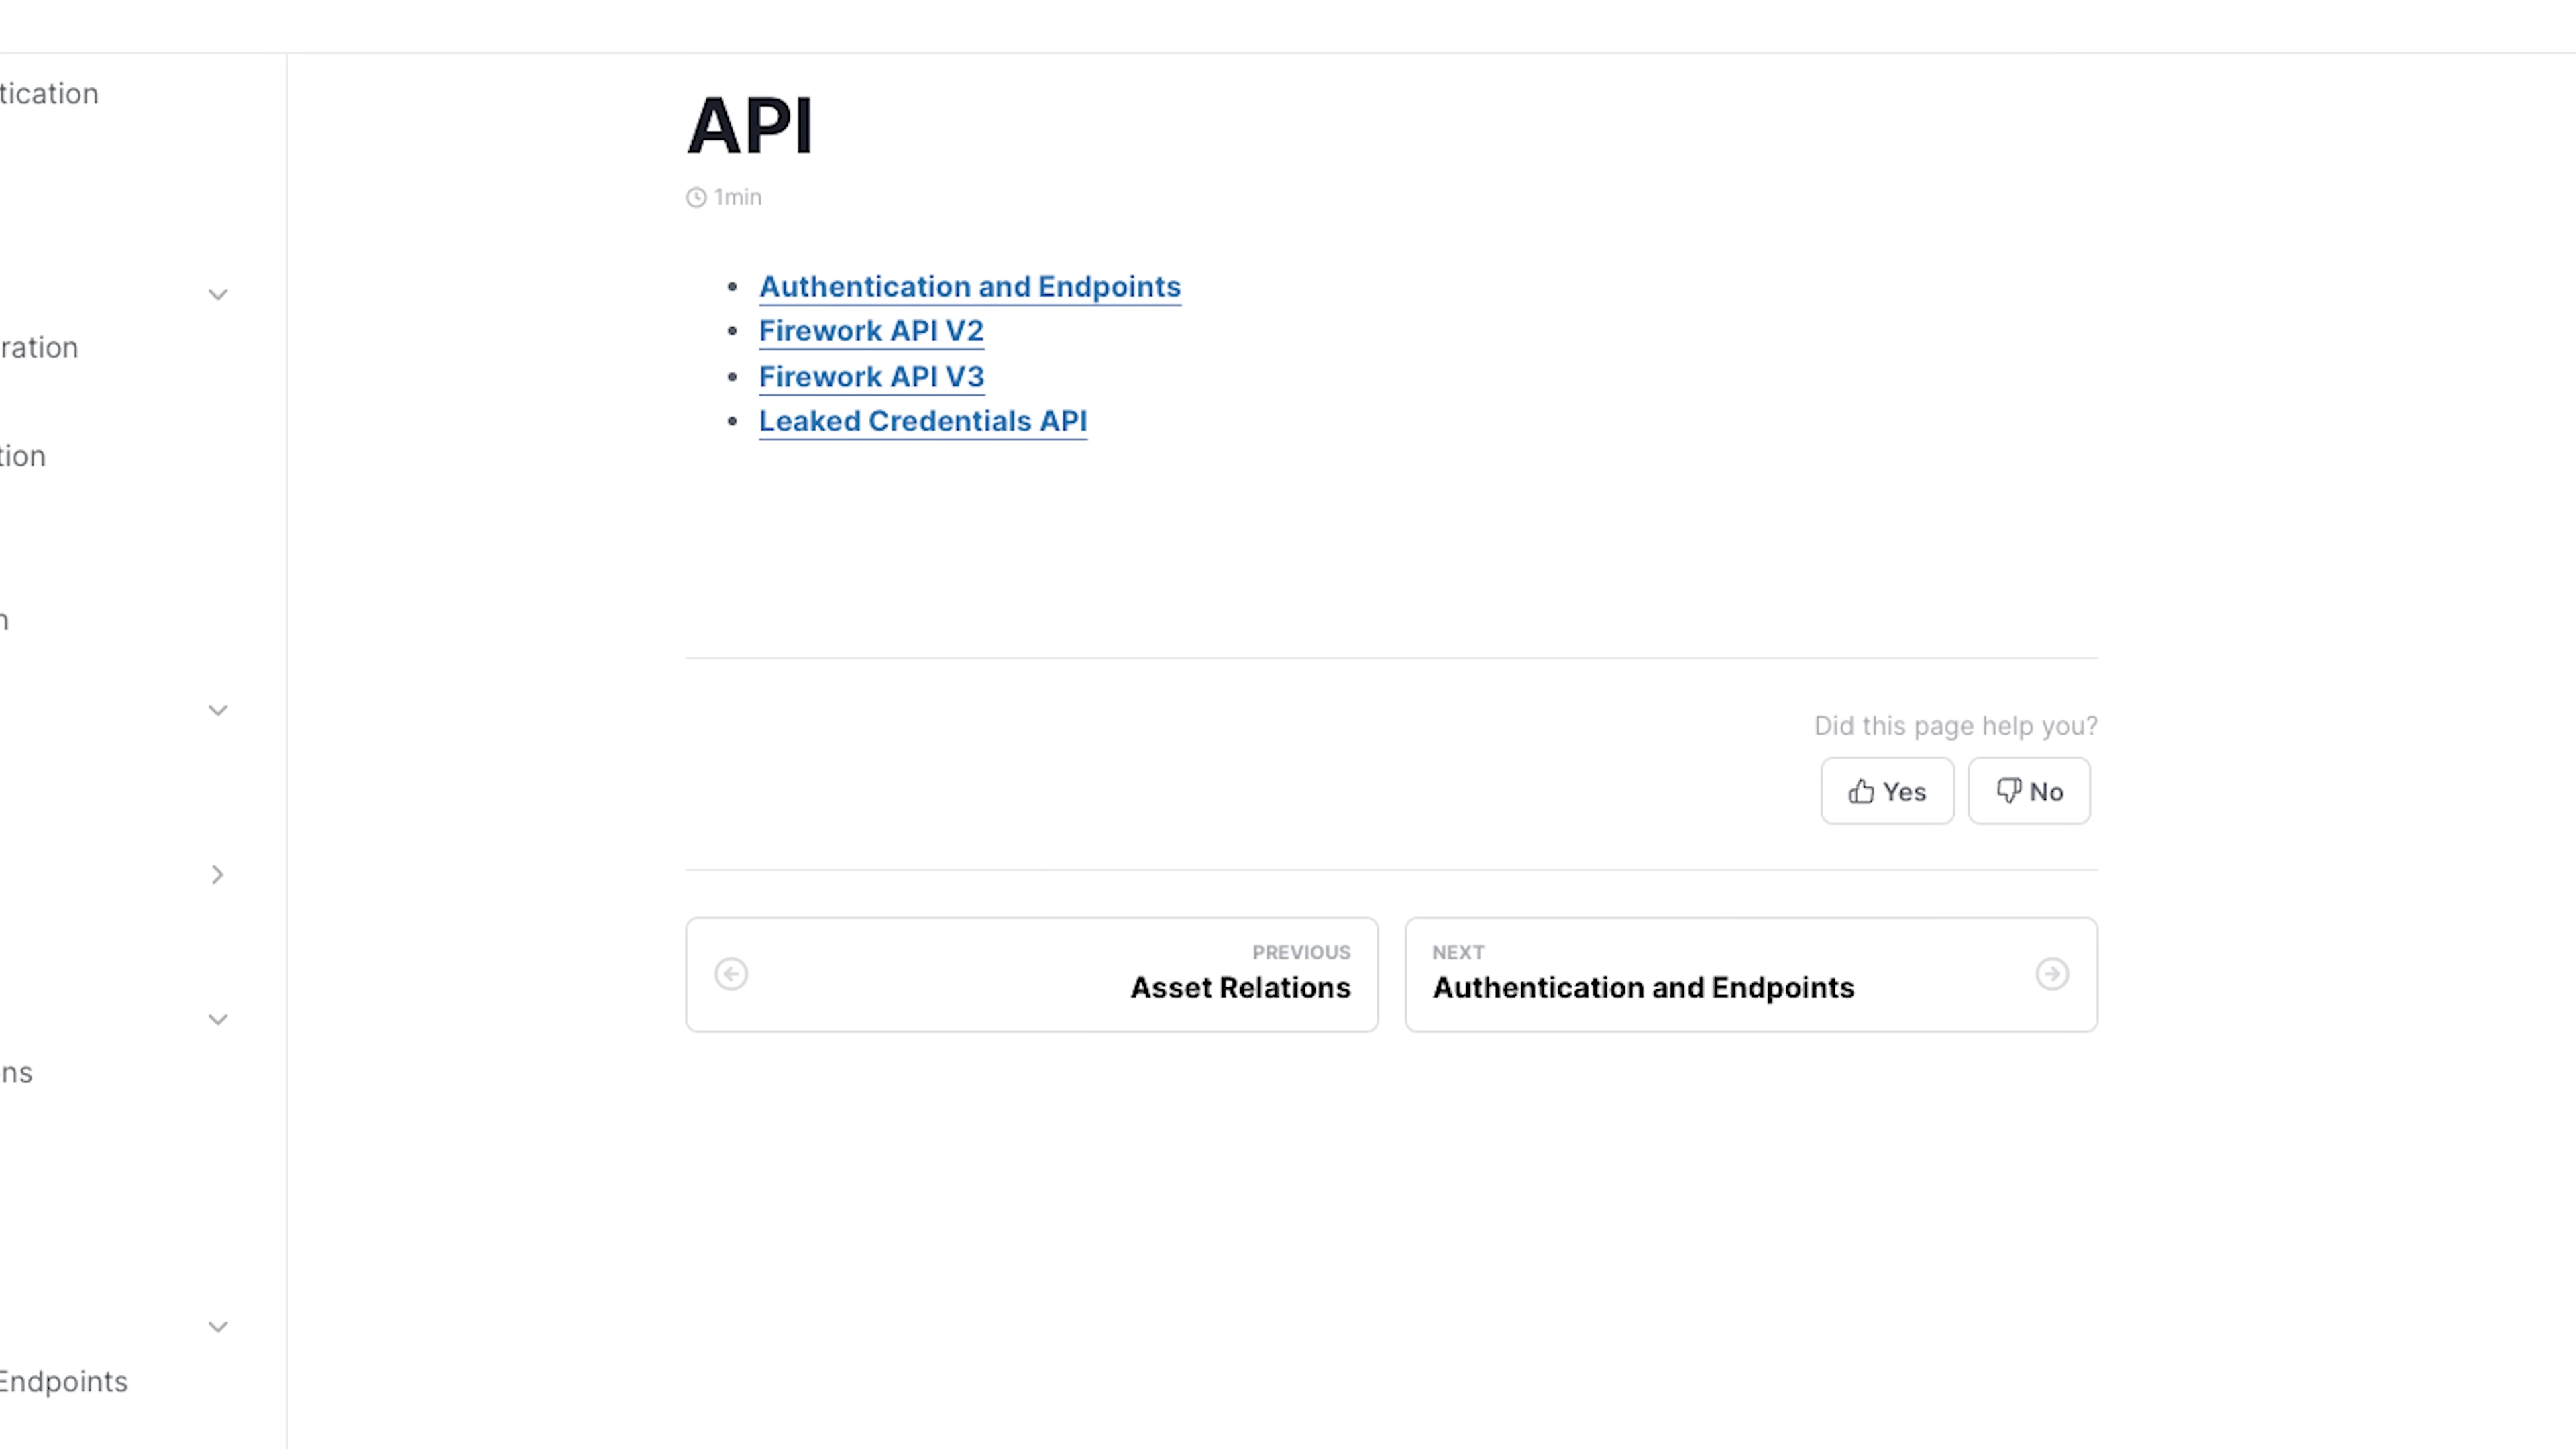 tication
ration
tion
n
ns
Endpoints
API
1min
Authentication and Endpoints
Firework API V2
Firework API V3
Leaked Credentials API
Did this page help you?
Yes
No
PREVIOUS
Asset Relations
NEXT
Authentication and Endpoints